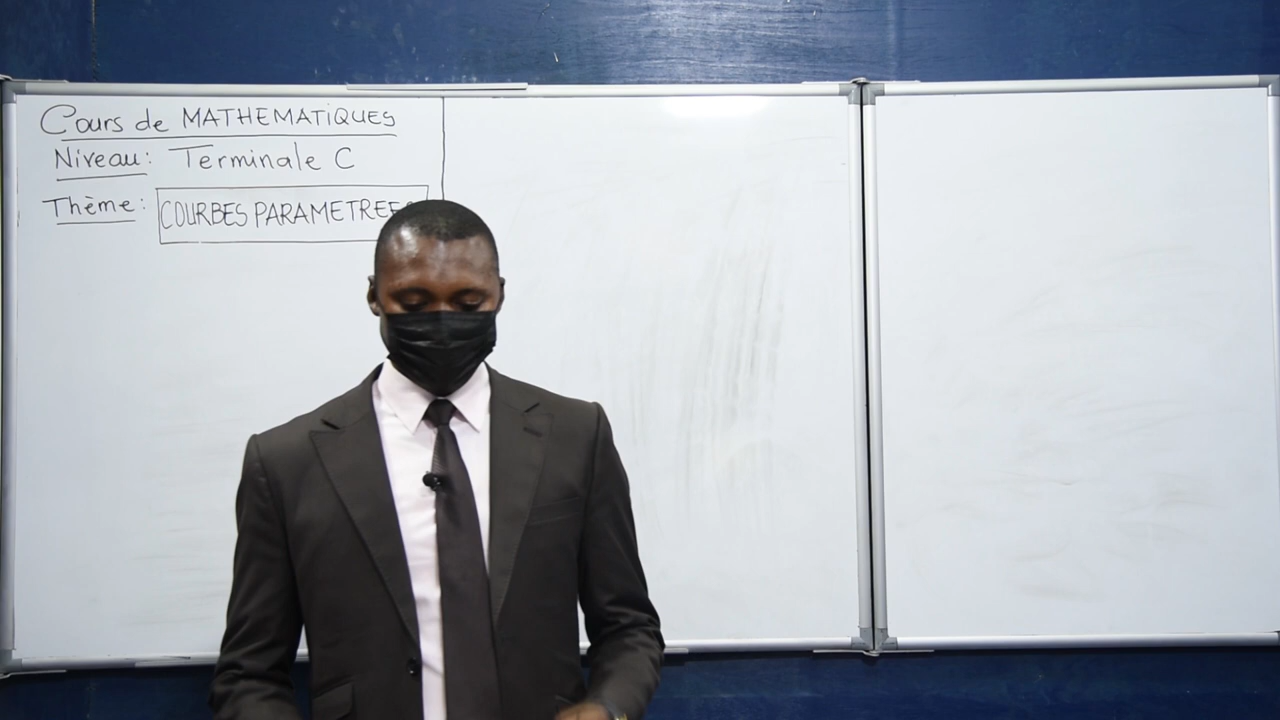 Cours de MATHEMATIQUES
Niveau: Terminale C
Thème: COURBES PARAMETREES